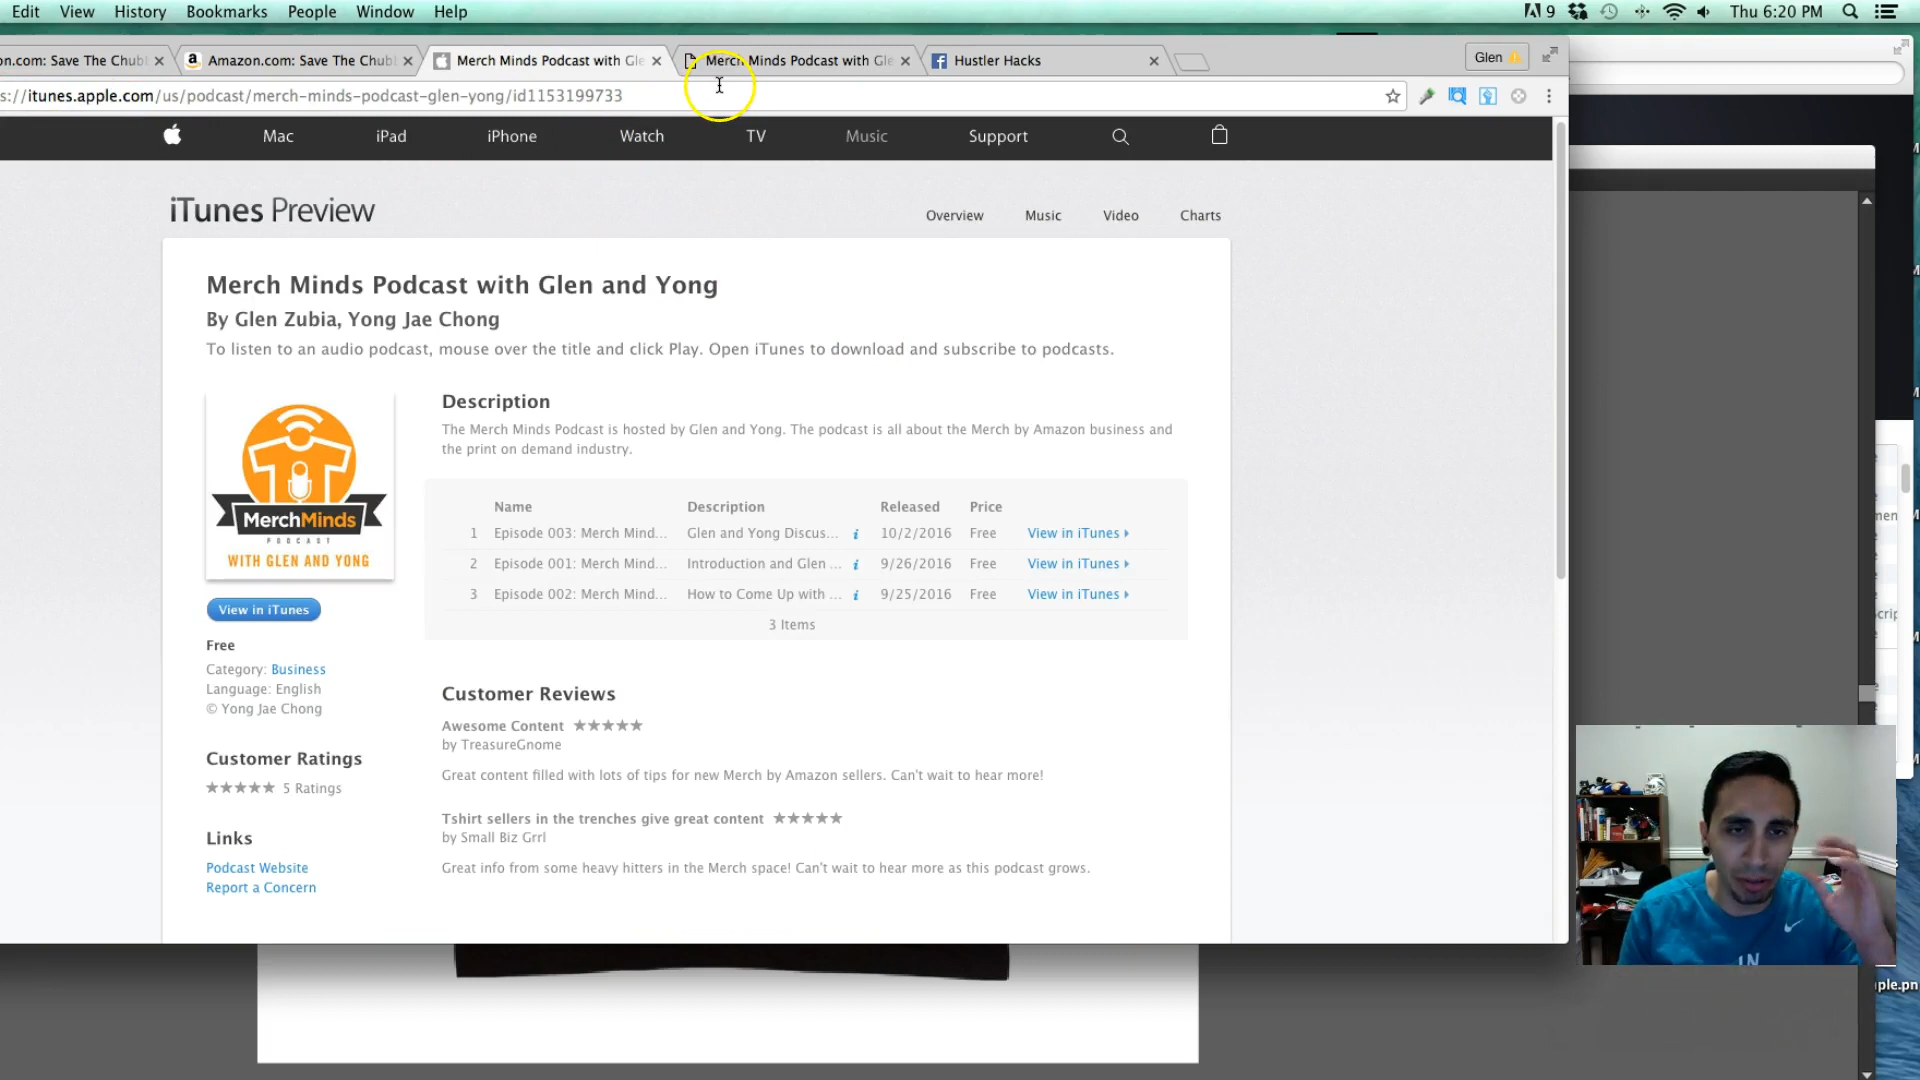 Edit View History Bookmarks People Window Help 9 Thu 6:20 PM
on.com: Save The Chub Amazon.com: Save The Chub Merch Minds Podcast with Gle Merch Minds Podcast with Gle Hustler Hacks Glen
s://itunes.apple.com/us/podcast/merch-minds-podcast-glen-yong/id1153199733
Mac iPad iPhone Watch TV Music Support
iTunes Preview
Overview Music Video Charts
Merch Minds Podcast with Glen and Yong
By Glen Zubia, Yong Jae Chong
To listen to an audio podcast, mouse over the title and click Play. Open iTunes to download and subscribe to podcasts.
MerchMinds
PODCAST
WITH GLEN AND YONG
View in iTunes
Free
Category: Business
Language: English
© Yong Jae Chong
Customer Ratings
★★★★★ 5 Ratings
Links
Podcast Website
Report a Concern
Description
The Merch Minds Podcast is hosted by Glen and Yong. The podcast is all about the Merch by Amazon business and
the print on demand industry.
Name Description Released Price
1 Episode 003: Merch Mind... Glen and Yong Discus... i 10/2/2016 Free View in iTunes
2 Episode 001: Merch Mind... Introduction and Glen ... i 9/26/2016 Free View in iTunes
3 Episode 002: Merch Mind... How to Come Up with ... i 9/25/2016 Free View in iTunes
3 Items
Customer Reviews
Awesome Content ★★★★★
by TreasureGnome
Great content filled with lots of tips for new Merch by Amazon sellers. Can't wait to hear more!
Tshirt sellers in the trenches give great content ★★★★★
by Small Biz Grrl
Great info from some heavy hitters in the Merch space! Can't wait to hear more as this podcast grows.
ple.pn